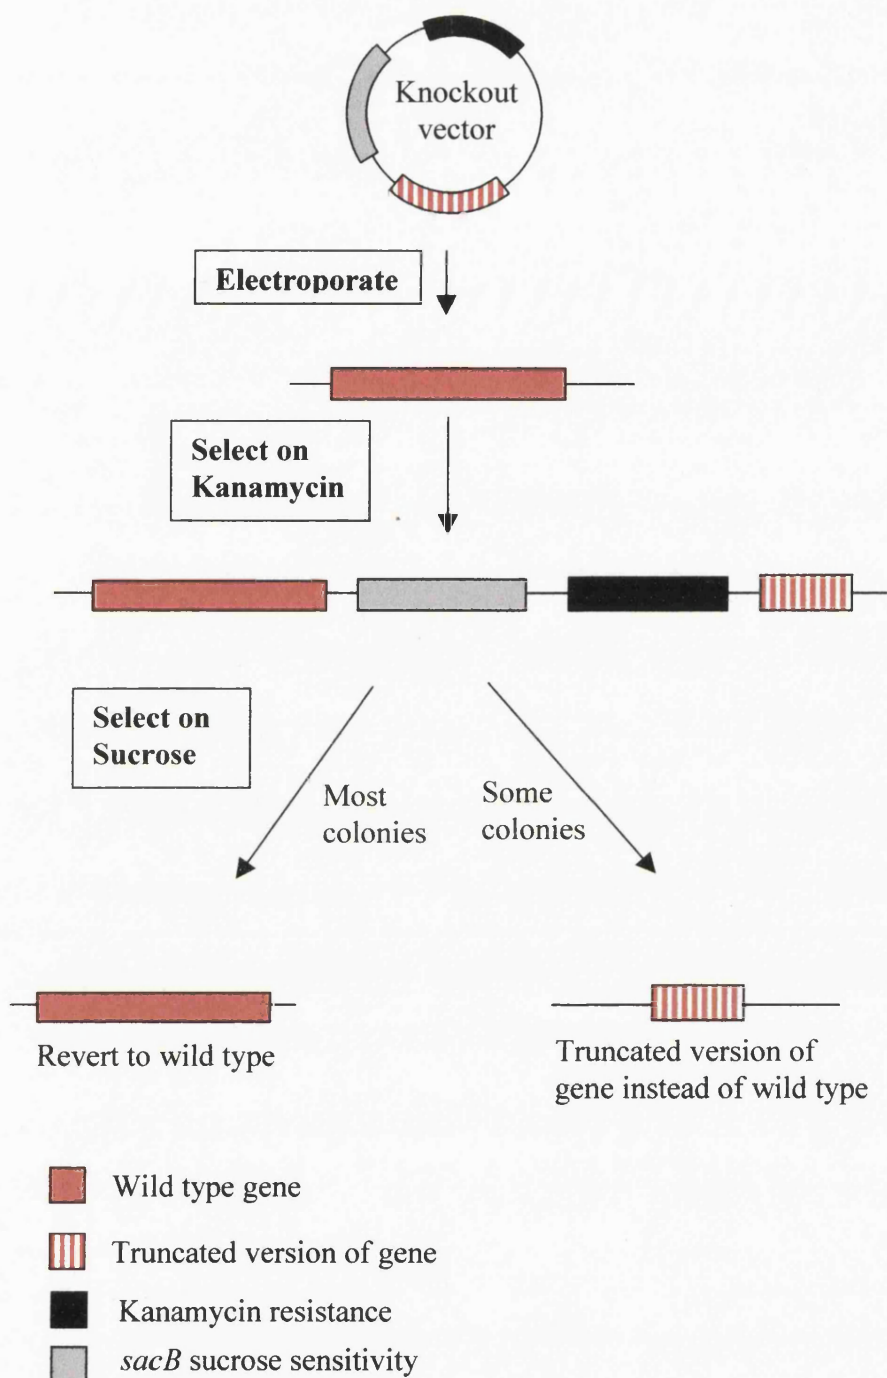 Knockout
vector
Electroporate
Select on
Kanamycin
Select on
Sucrose
Most
colonies
Some
colonies
Revert to wild type
Truncated version of
gene instead of wild type
Wild type gene
Truncated version of gene
Kanamycin resistance
sacB sucrose sensitivity